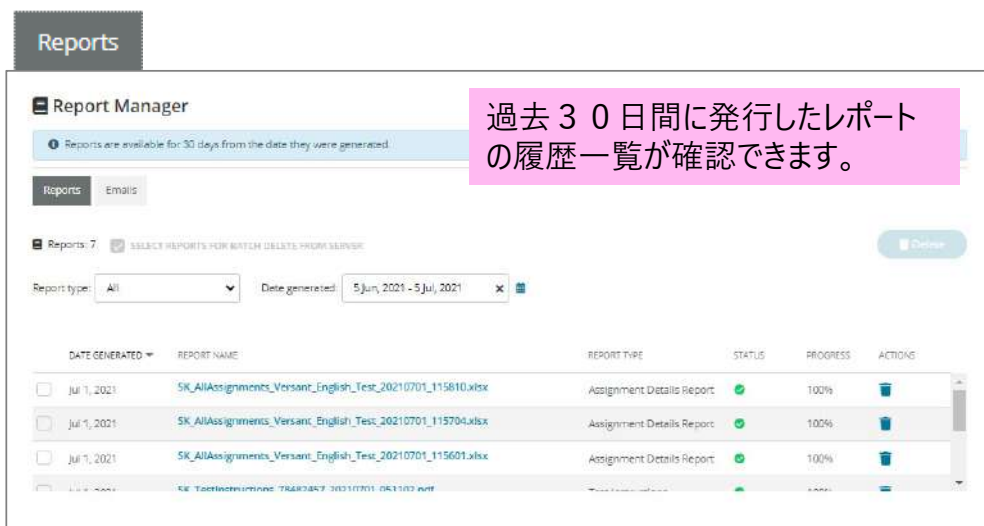 Reports
Report Manager
過去３０日間に発行したレポート
の履歴一覧が確認できます。
Reports are available for 30 days from the date they were generated.
Reports Emails
Reports: 7 SELECT REPORTS FOR BATCH DELETE FROM SERVER Delete
Report type: All Date generated: 5 Jun, 2021 - 5 Jul, 2021
DATE GENERATED REPORT NAME REPORT TYPE STATUS PROGRESS ACTIONS
Jul 1, 2021 SK_AllAssignments_Versant_English_Test_20210701_115810.xlsx Assignment Details Report 100%
Jul 1, 2021 SK_AllAssignments_Versant_English_Test_20210701_115704.xlsx Assignment Details Report 100%
Jul 1, 2021 SK_AllAssignments_Versant_English_Test_20210701_115601.xlsx Assignment Details Report 100%
SK_TestInstructions_78482457_20210701_051102.pdf